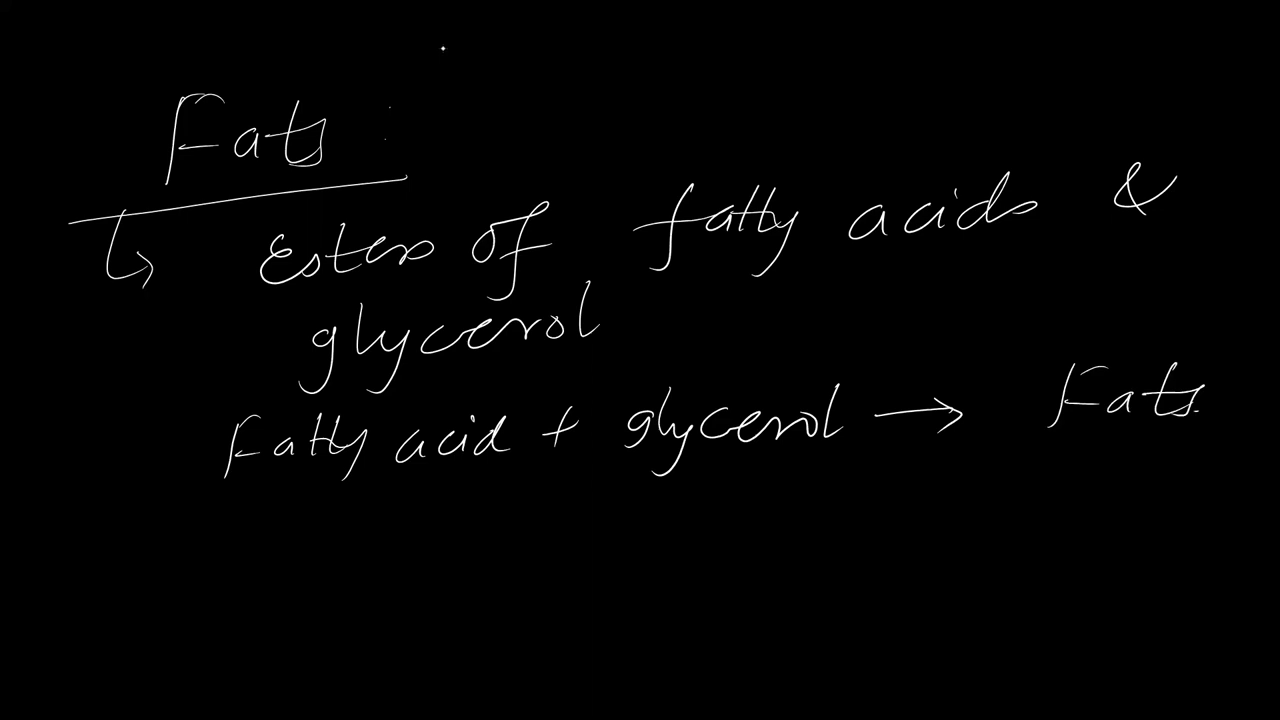 Fats :
↳ Esters of fatty acids &
glycerol
Fatty acid + glycerol → Fats.